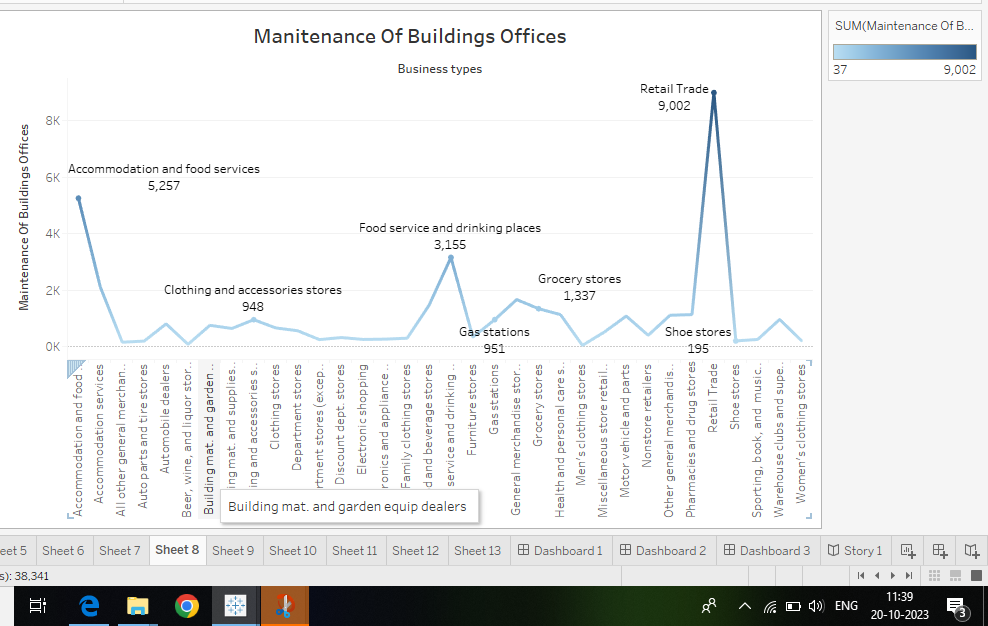 Manitenance Of Buildings Offices
Business types
SUM(Maintenance Of B...
37 9,002
Maintenance Of Buildings Offices
8K
6K
4K
2K
0K
Retail Trade
9,002
Accommodation and food services
5,257
Food service and drinking places
3,155
Clothing and accessories stores
948
Grocery stores
1,337
Gas stations
951
Shoe stores
195
Accommodation and food ..
Accommodation services
All other general merchan..
Auto parts and tire stores
Automobile dealers
Beer, wine, and liquor stor..
Building mat. and garden ..
ing mat. and supplies..
ing and accessories s..
Clothing stores
Department stores
rtment stores (excep..
Discount dept. stores
Electronic shopping
ronics and appliance ..
Family clothing stores
d and beverage stores
service and drinking ..
Furniture stores
Gas stations
General merchandise stor..
Grocery stores
Health and personal care s..
Men's clothing stores
Miscellaneous store retail..
Motor vehicle and parts
Nonstore retailers
Other general merchandis..
Pharmacies and drug stores
Retail Trade
Shoe stores
Sporting, book, and music..
Warehouse clubs and supe..
Women's clothing stores
Building mat. and garden equip dealers
eet 5 Sheet 6 Sheet 7 Sheet 8 Sheet 9 Sheet 10 Sheet 11 Sheet 12 Sheet 13 Dashboard 1 Dashboard 2 Dashboard 3 Story 1
s): 38,341
ENG
11:39
20-10-2023
3